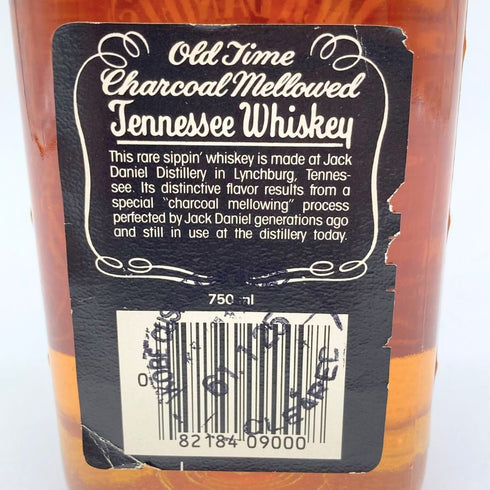 Old Time
Charcoal Mellowed
Tennessee Whiskey
This rare sippin' whiskey is made at Jack
Daniel Distillery in Lynchburg, Tennes-
see. Its distinctive flavor results from a
special "charcoal mellowing" process
perfected by Jack Daniel generations ago
and still in use at the distillery today.
750 ml
0
82184 09000